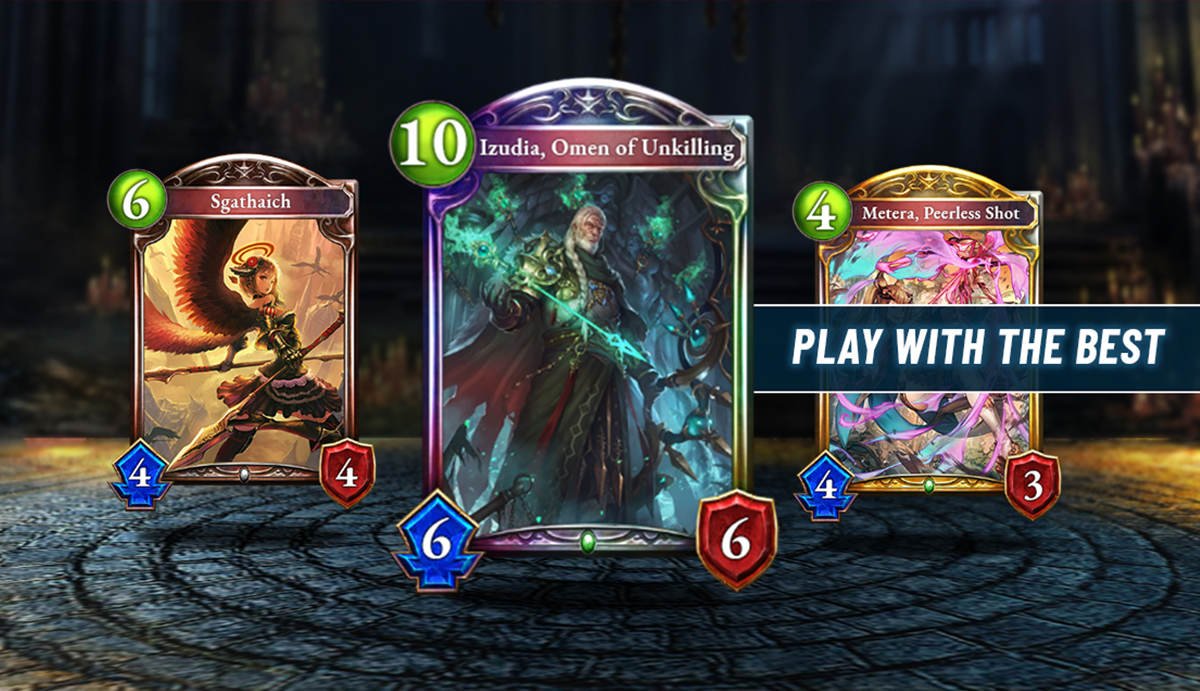 6
Sgathaich
4
4
10
Izudia, Omen of Unkilling
6
6
4
Metera, Peerless Shot
PLAY WITH THE BEST
4
3